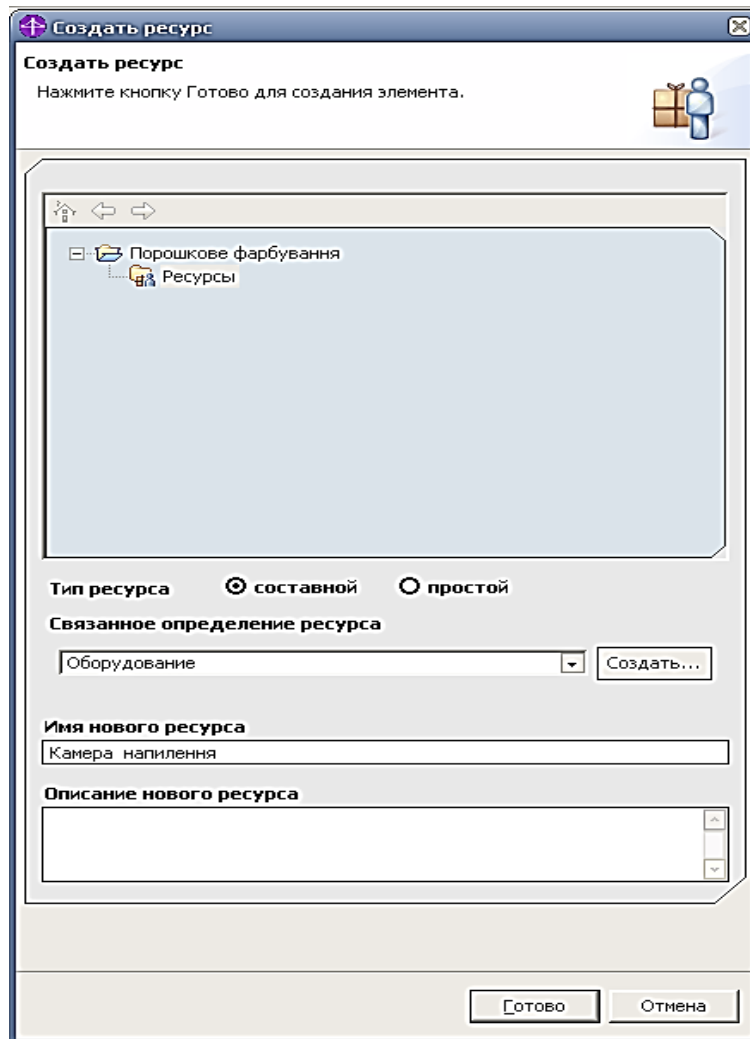 Создать ресурс
Создать ресурс
Нажмите кнопку Готово для создания элемента.
Порошкове фарбування
Ресурсы
Тип ресурса составной простой
Связанное определение ресурса
Оборудование Создать...
Имя нового ресурса
Камера напилення
Описание нового ресурса
Готово Отмена